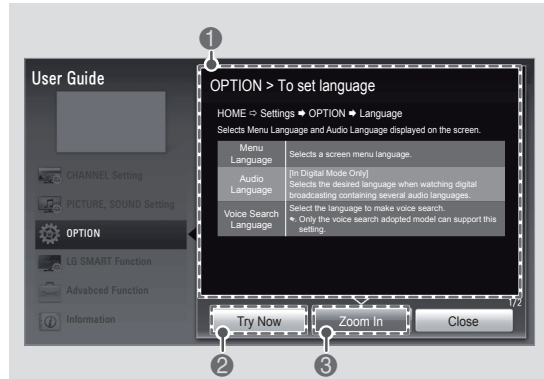 1
User Guide
OPTION > To set language
HOME ⇨ Settings ➡ OPTION ➡ Language
Selects Menu Language and Audio Language displayed on the screen.
Menu Language
Selects a screen menu language.
Audio Language
[In Digital Mode Only]
Selects the desired language when watching digital
broadcasting containing several audio languages.
Voice Search Language
Select the language to make voice search.
✎. Only the voice search adopted model can support this
setting.
CHANNEL Setting
PICTURE, SOUND Setting
OPTION
LG SMART Function
Advabced Function
Information
1/2
Try Now
Zoom In
Close
2
3